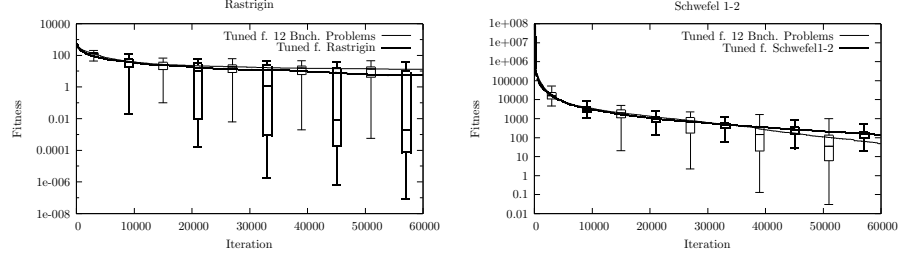 Rastrigin
Tuned f. 12 Bnch. Problems
Tuned f. Rastrigin
10000
100
1
0.01
0.0001
1e-006
1e-008
0
10000
20000
30000
40000
50000
60000
Fitness
Iteration
Schwefel 1-2
Tuned f. 12 Bnch. Problems
Tuned f. Schwefel1-2
1e+008
1e+007
1e+006
100000
10000
1000
100
10
1
0.1
0.01
0
10000
20000
30000
40000
50000
60000
Fitness
Iteration